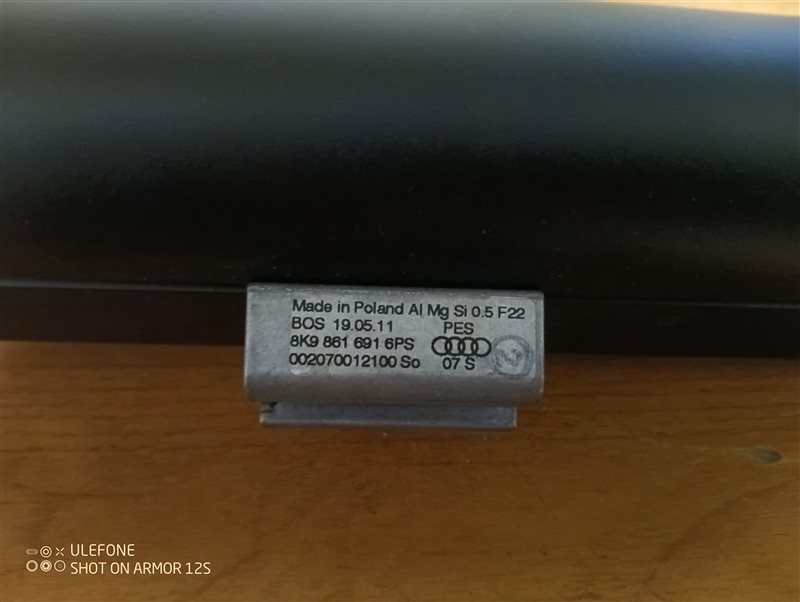 Made in Poland Al Mg Si 0.5 F22
BOS 19.05.11 PES
8K9 861 691 6PS
002070012100 So 07 S
ULEFONE
SHOT ON ARMOR 12S